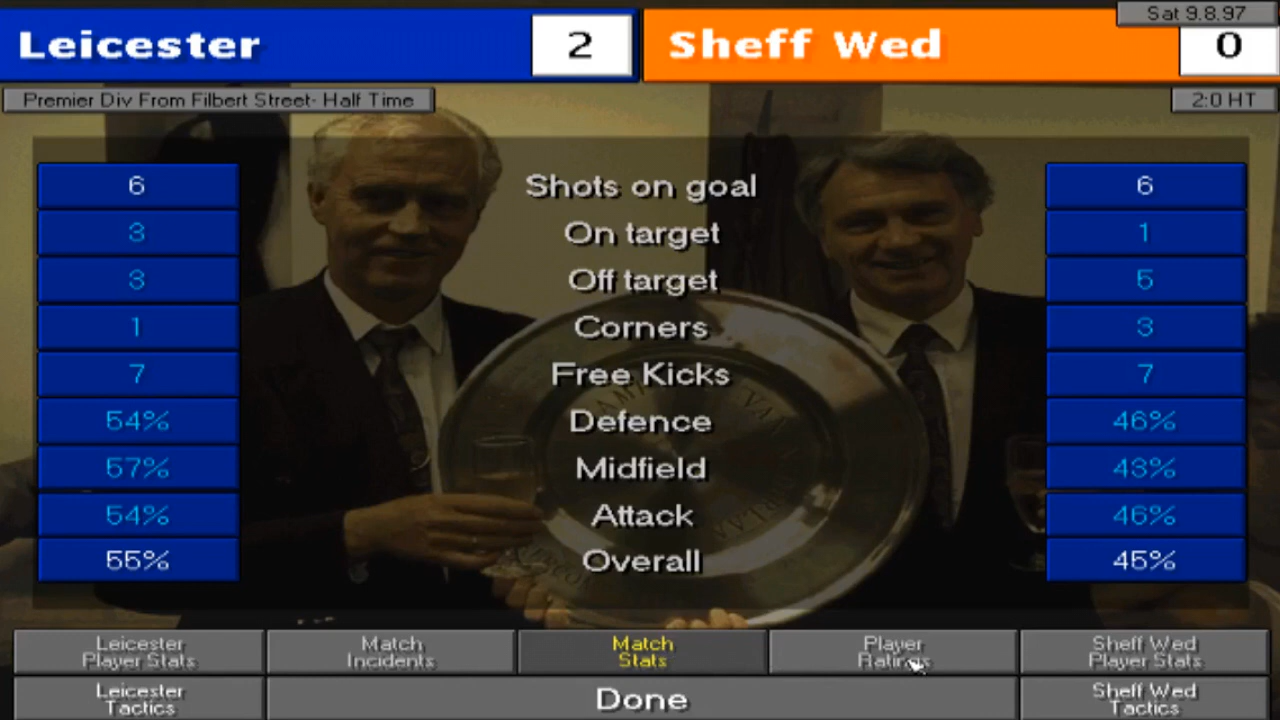 Sat 9.8.97
Leicester 2 Sheff Wed 0
Premier Div From Filbert Street- Half Time 2:0 HT
6 Shots on goal 6
3 On target 1
3 Off target 5
1 Corners 3
7 Free Kicks 7
54% Defence 46%
57% Midfield 43%
54% Attack 46%
55% Overall 45%
Leicester Player Stats
Match Incidents
Match Stats
Player Ratings
Sheff Wed Player Stats
Leicester Tactics
Done
Sheff Wed Tactics